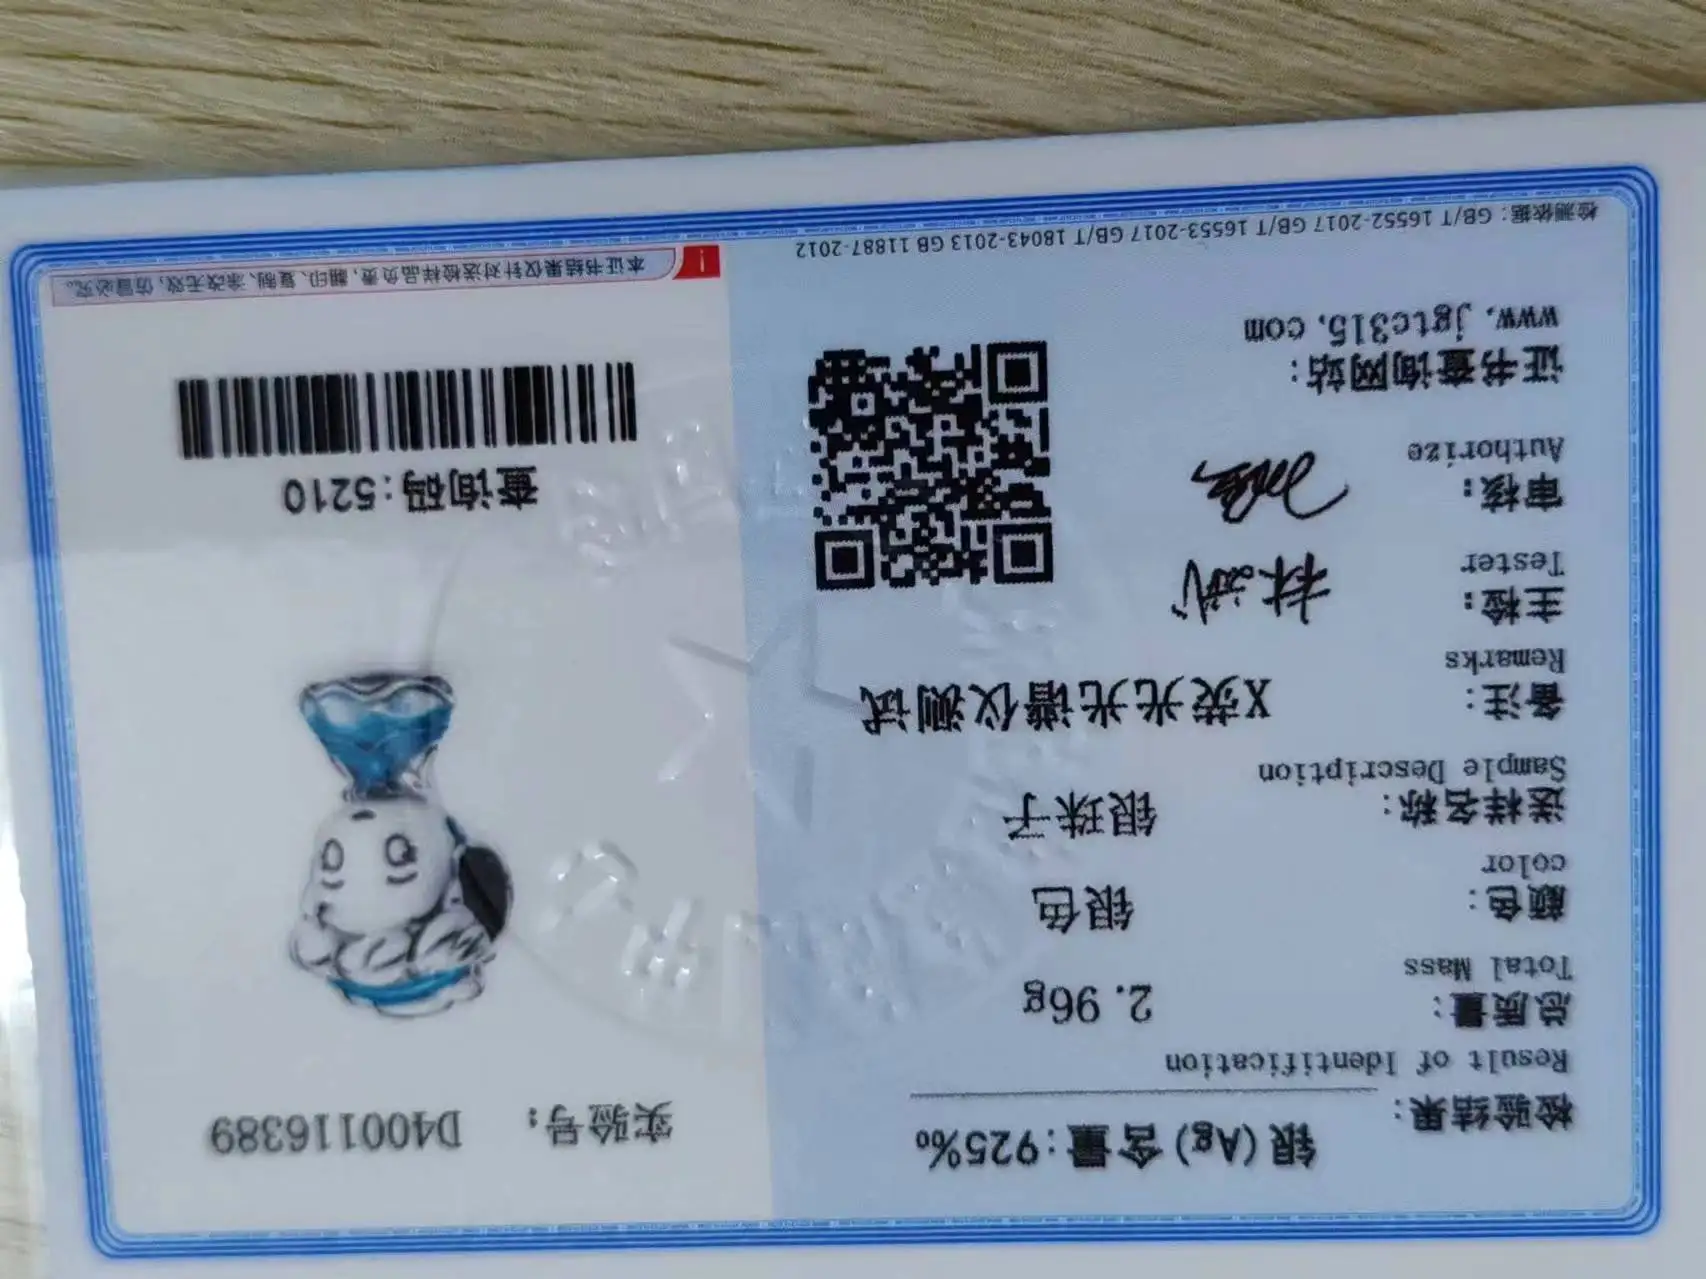 检验结果： 银(Ag)含量:925‰
Result of Identification
总质量： 2.96g
Total Mass
颜色： 银色
color
送样名称： 银珠子
Sample Description
备注： X荧光光谱仪测试
Remarks
主检：
Tester
审核：
Authorize
证书查询网站：
www.jgtc315.com
检测依据：GB/T 16552-2017 GB/T 16553-2017 GB/T 18043-2013 GB 11887-2012
实验号： D400116389
查询码:5210
! 本证书结果仅针对送检样品负责，翻印、复制、涂改无效，仿冒必究。